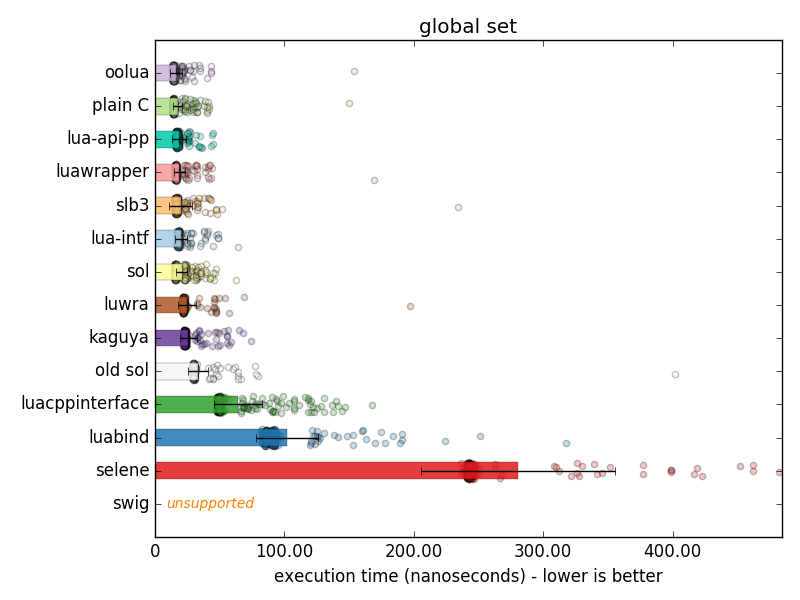 global set
oolua
plain C
lua-api-pp
luawrapper
slb3
lua-intf
sol
luwra
kaguya
old sol
luacppinterface
luabind
selene
swig unsupported
0 100.00 200.00 300.00 400.00
execution time (nanoseconds) - lower is better